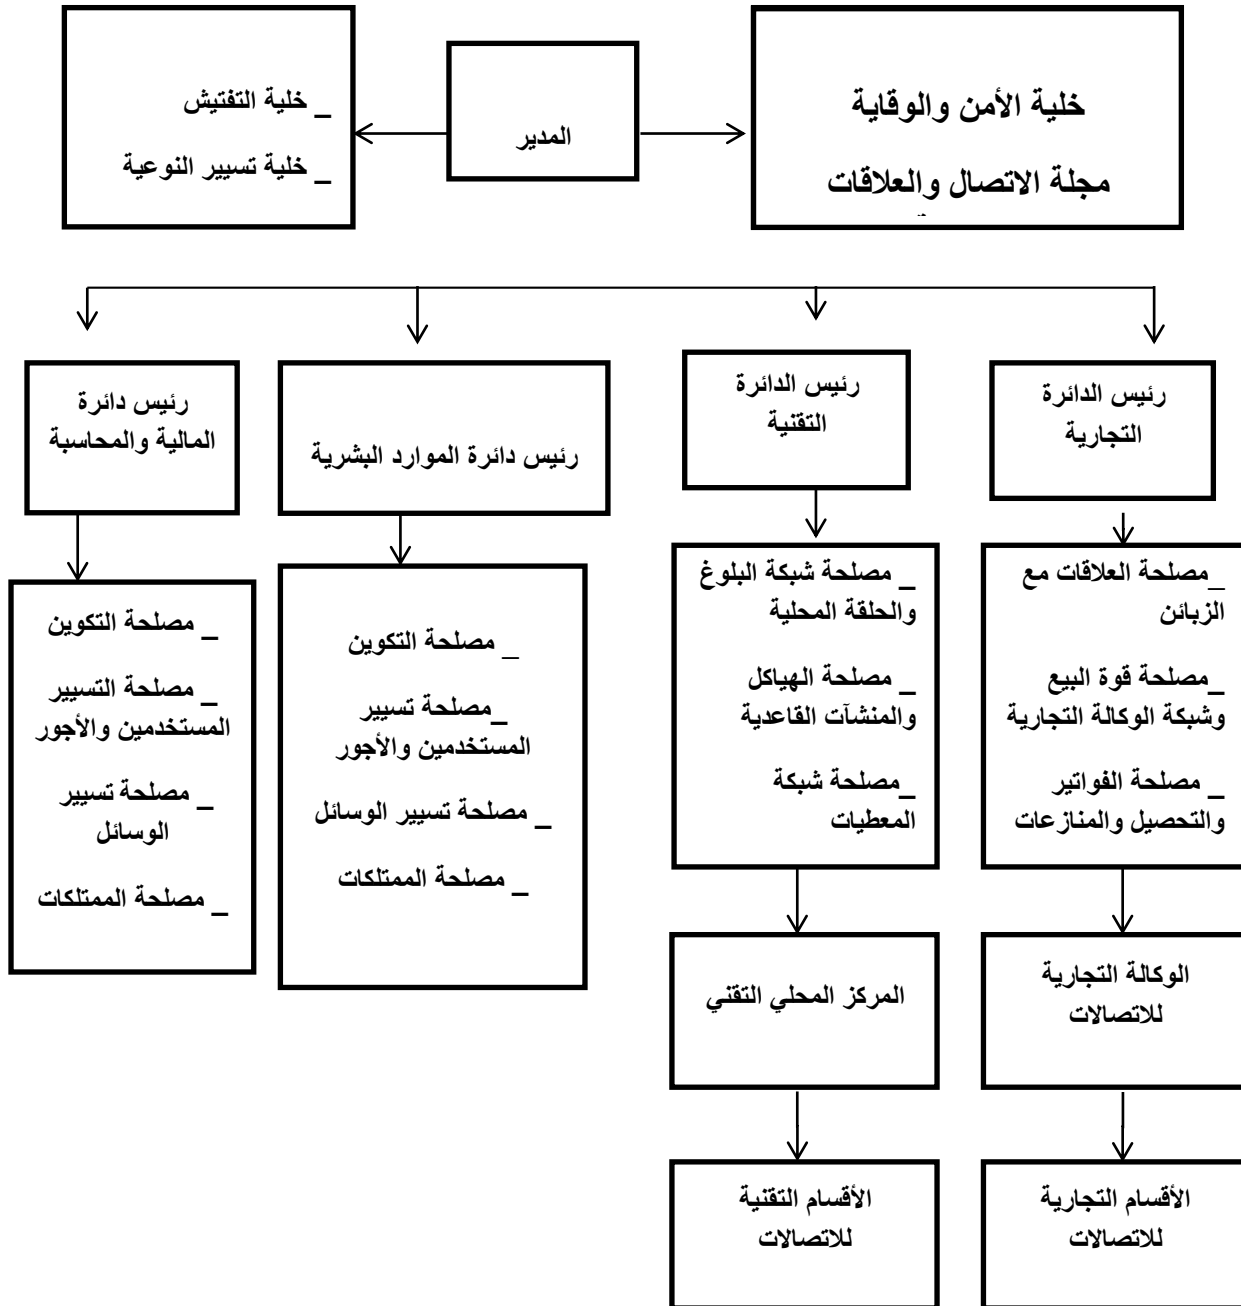 خلية الأمن والوقاية
مجلة الاتصال والعلاقات
المدير
_ خلية التفتيش
_ خلية تسيير النوعية
رئيس الدائرة
التجارية
رئيس الدائرة
التقنية
رئيس دائرة الموارد البشرية
رئيس دائرة
المالية والمحاسبة
_مصلحة العلاقات مع
الزبائن
_مصلحة قوة البيع
وشبكة الوكالة التجارية
_ مصلحة الفواتير
والتحصيل والمنازعات
_ مصلحة شبكة البلوغ
والحلقة المحلية
_ مصلحة الهياكل
والمنشآت القاعدية
_مصلحة شبكة
المعطيات
_ مصلحة التكوين
_مصلحة تسيير
المستخدمين والأجور
_ مصلحة تسيير الوسائل
_ مصلحة الممتلكات
_ مصلحة التكوين
_ مصلحة التسيير
المستخدمين والأجور
_ مصلحة تسيير
الوسائل
_ مصلحة الممتلكات
الوكالة التجارية
للاتصالات
المركز المحلي التقني
الأقسام التجارية
للاتصالات
الأقسام التقنية
للاتصالات